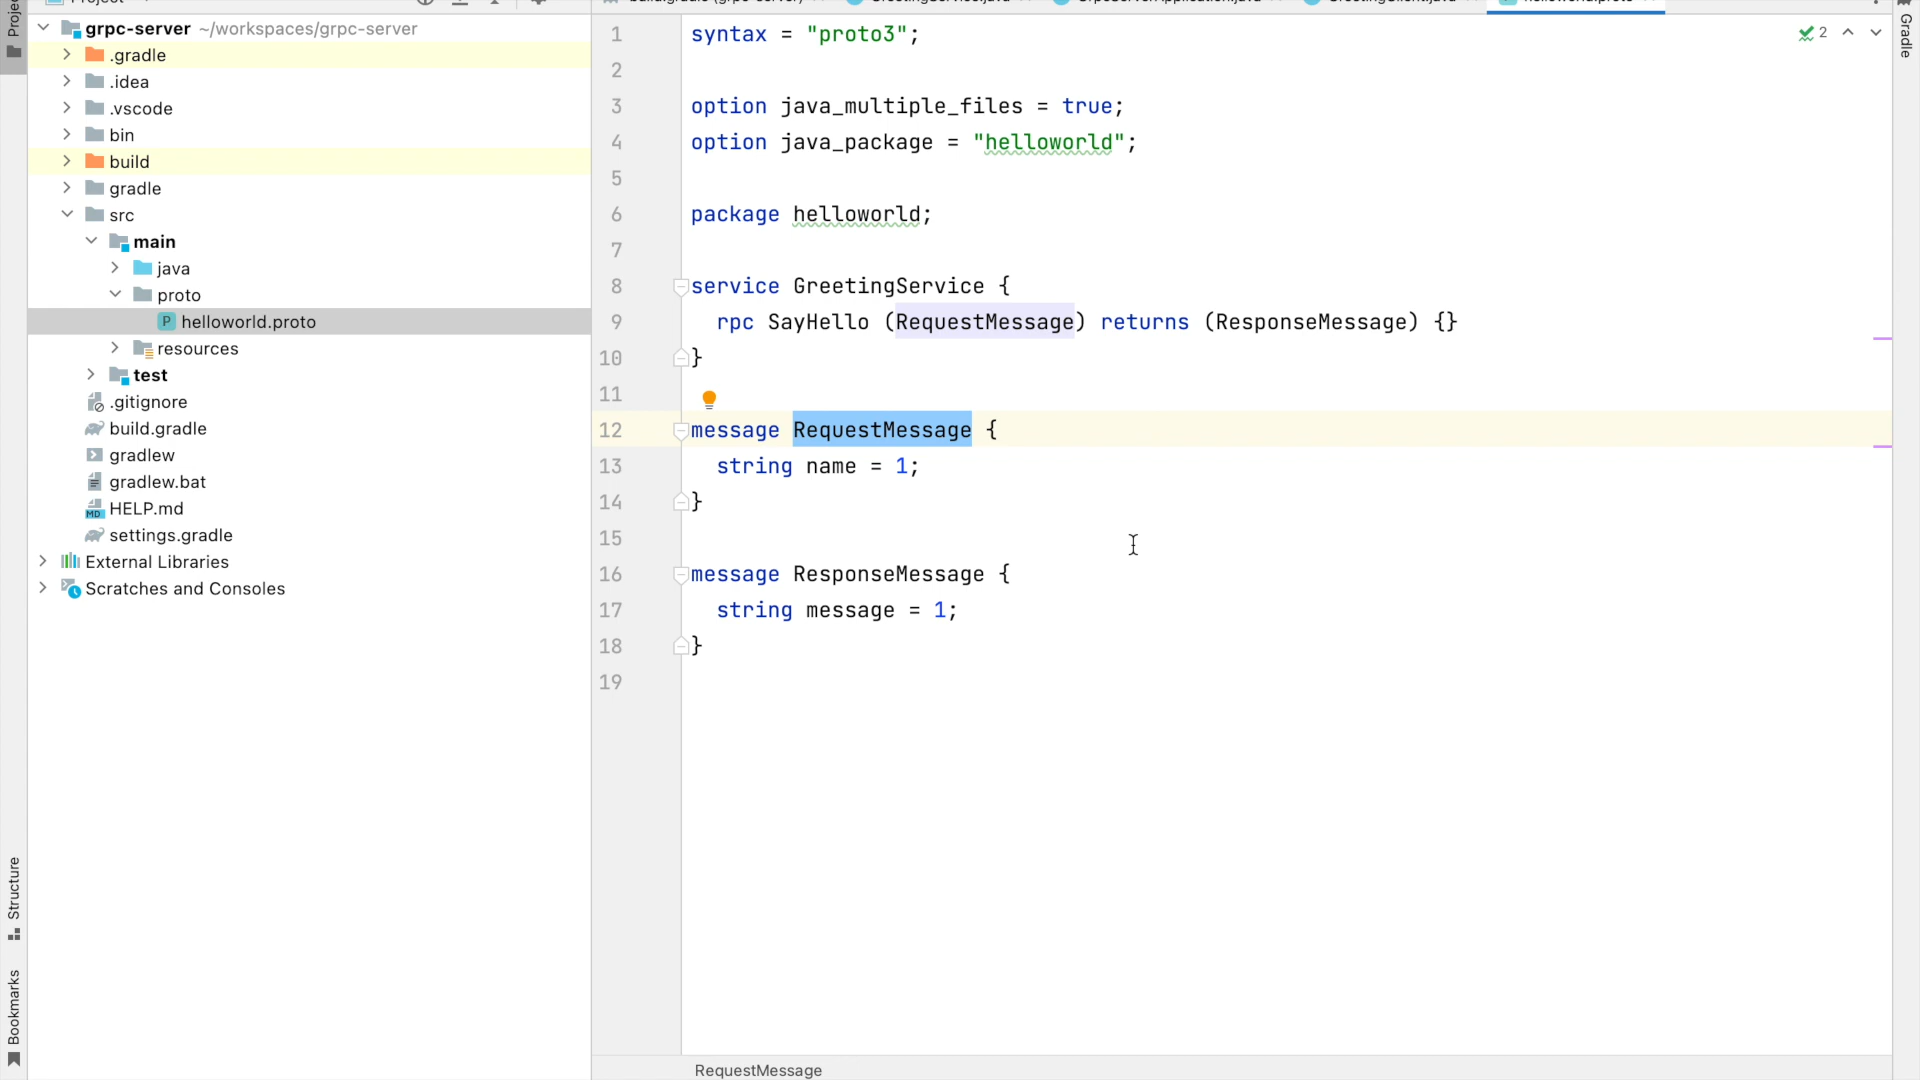 Project
grpc-server ~/workspaces/grpc-server
.gradle
.idea
.vscode
bin
build
gradle
src
main
java
proto
helloworld.proto
resources
test
.gitignore
build.gradle
gradlew
gradlew.bat
HELP.md
settings.gradle
External Libraries
Scratches and Consoles
Structure
Bookmarks
1 syntax = "proto3";
2
3 option java_multiple_files = true;
4 option java_package = "helloworld";
5
6 package helloworld;
7
8 service GreetingService {
9 rpc SayHello (RequestMessage) returns (ResponseMessage) {}
10 }
11
12 message RequestMessage {
13 string name = 1;
14 }
15
16 message ResponseMessage {
17 string message = 1;
18 }
19
2
Gradle
RequestMessage